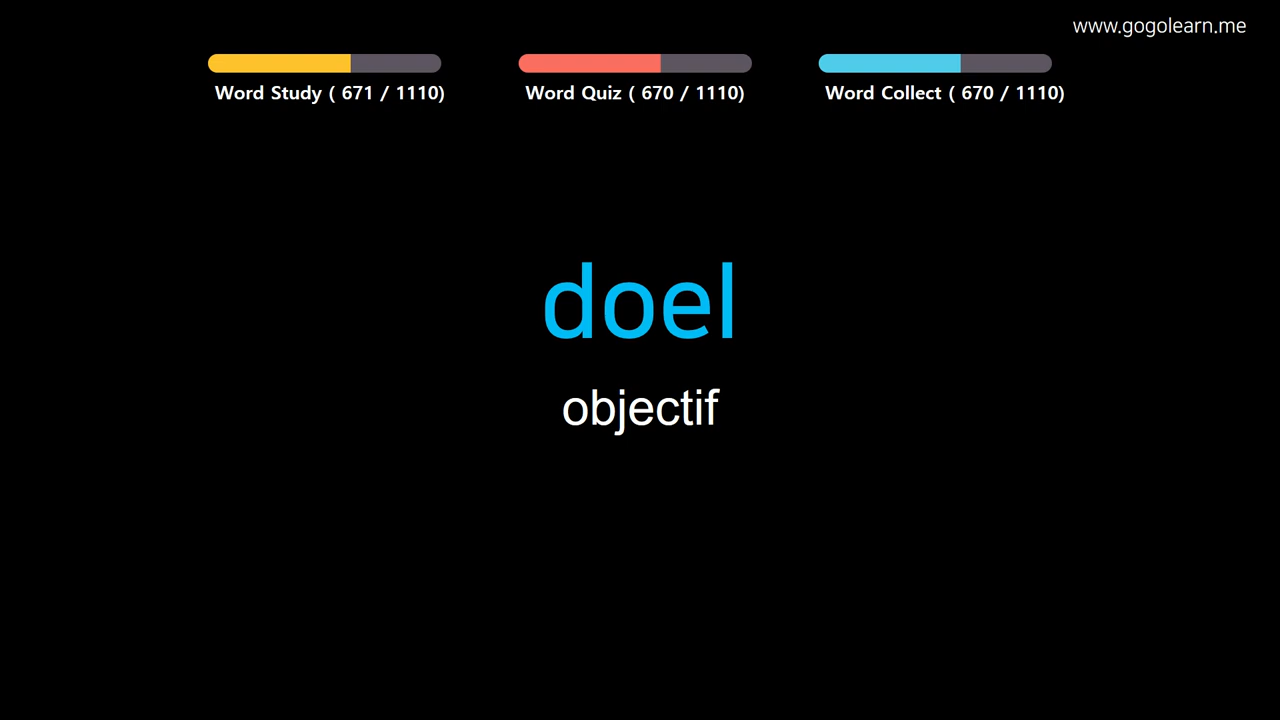 www.gogolearn.me
Word Study ( 671 / 1110)
Word Quiz ( 670 / 1110)
Word Collect ( 670 / 1110)
doel
objectif